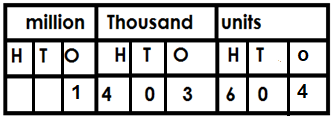 million Thousand units
H T O H T O H T o
1 4 0 3 6 0 4